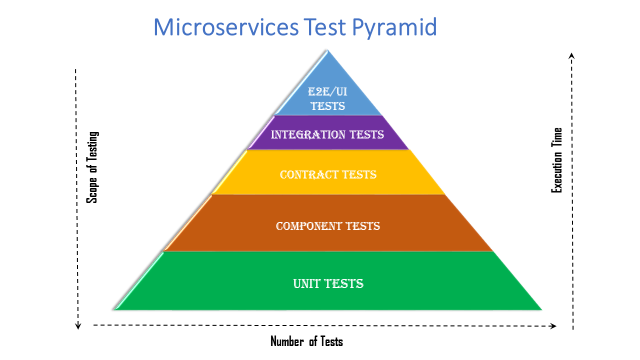 Microservices Test Pyramid
E2E/UI
TESTS
INTEGRATION TESTS
CONTRACT TESTS
COMPONENT TESTS
UNIT TESTS
Scope of Testing
Execution Time
Number of Tests